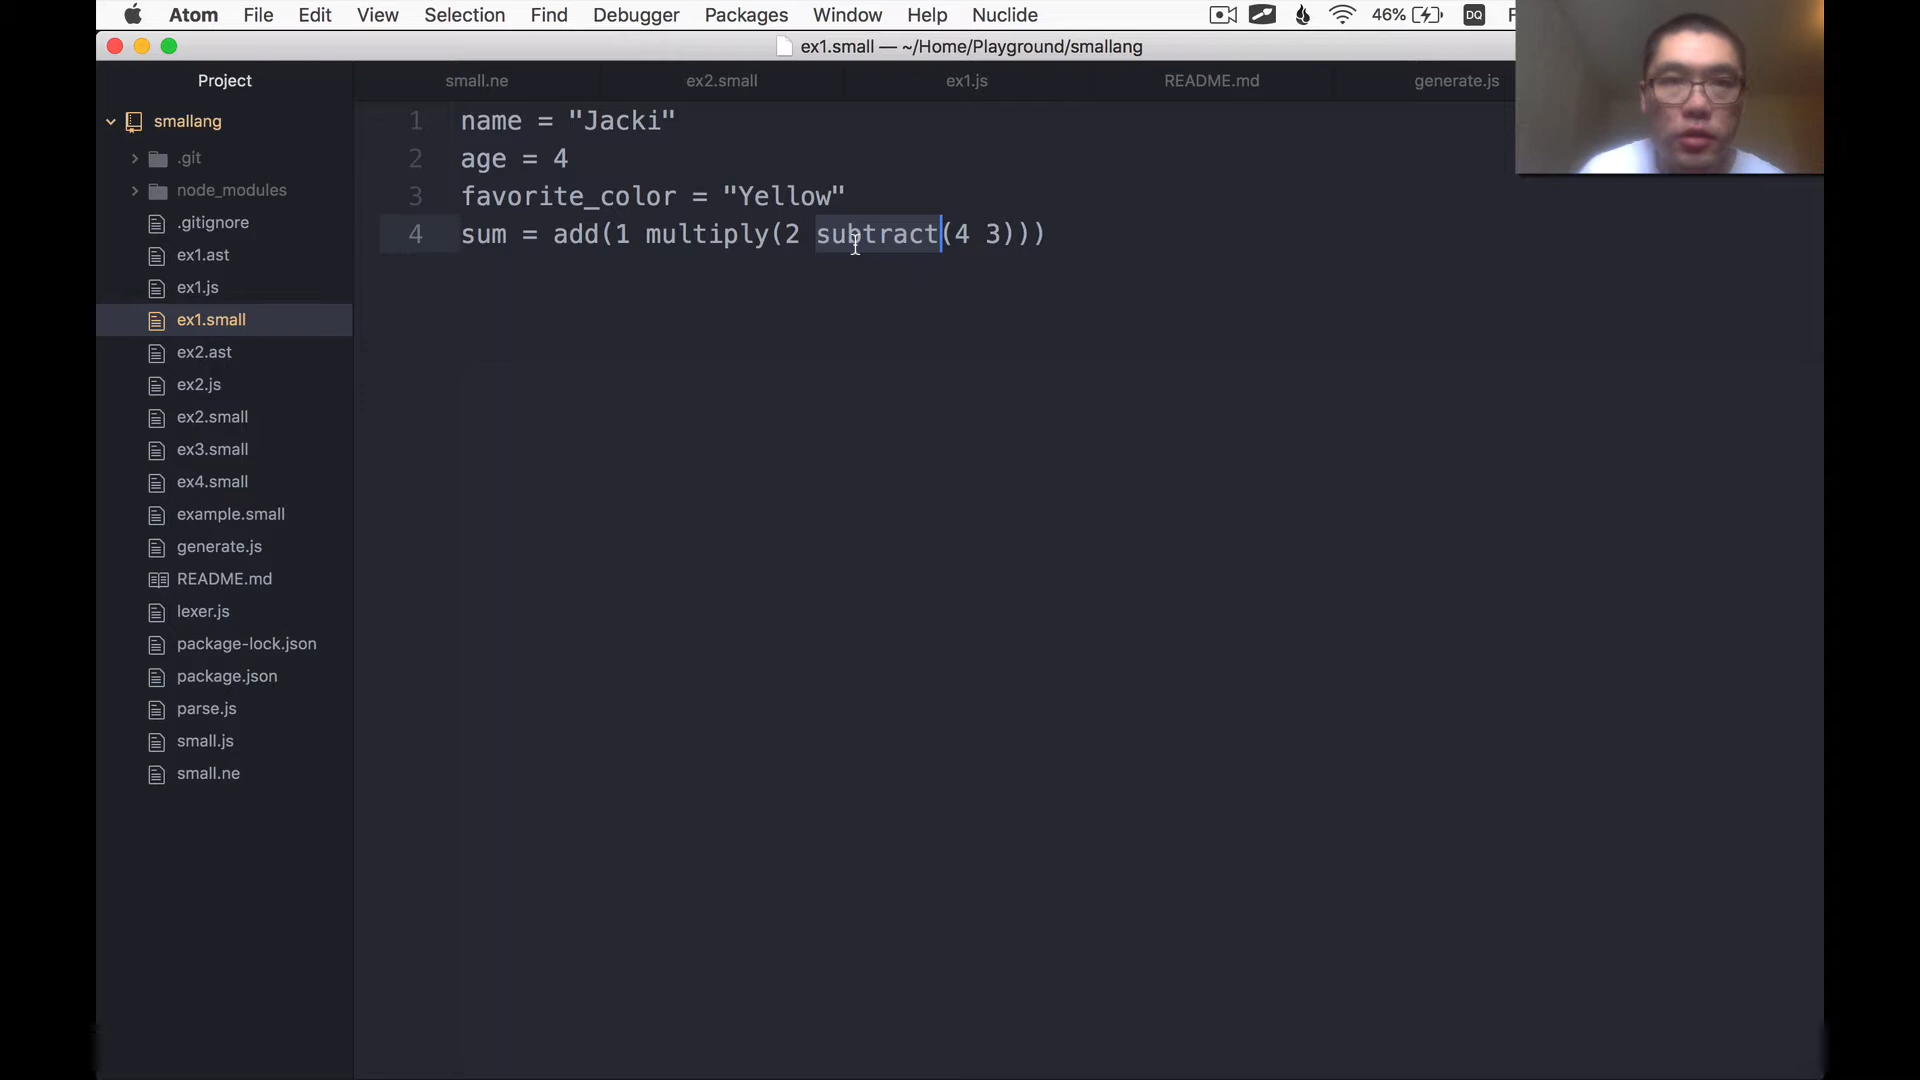 Atom File Edit View Selection Find Debugger Packages Window Help Nuclide 46% DQ F
ex1.small — ~/Home/Playground/smallang
Project small.ne ex2.small ex1.js README.md generate.js
smallang
.git
node_modules
.gitignore
ex1.ast
ex1.js
ex1.small
ex2.ast
ex2.js
ex2.small
ex3.small
ex4.small
example.small
generate.js
README.md
lexer.js
package-lock.json
package.json
parse.js
small.js
small.ne
1 name = "Jacki"
2 age = 4
3 favorite_color = "Yellow"
4 sum = add(1 multiply(2 subtract(4 3)))